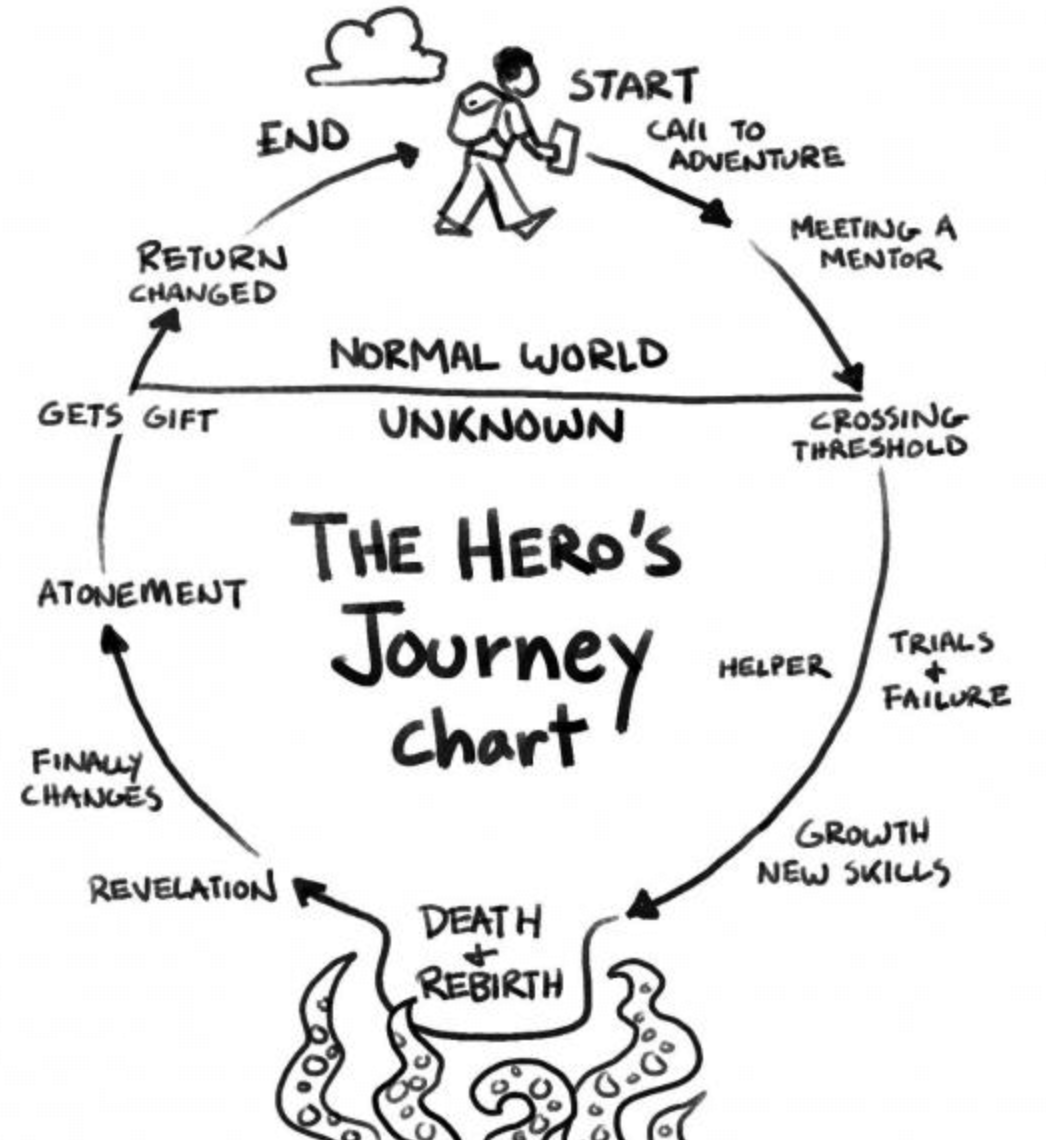 START
CAll TO
ADVENTURE
MEETING A
MENTOR
CROSSING
THRESHOLD
HELPER
TRIALS
+
FAILURE
GROWTH
NEW SKILLS
DEATH
+
REBIRTH
REVELATION
FINALLY
CHANGES
ATONEMENT
GETS GIFT
RETURN
CHANGED
END
NORMAL WORLD
UNKNOWN
THE HERO'S
Journey
chart